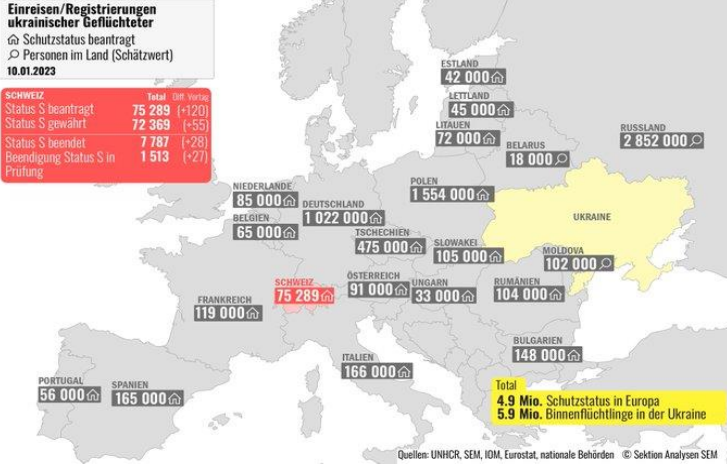 Einreisen/Registrierungen
ukrainischer Geflüchteter
Schutzstatus beantragt
Personen im Land (Schätzwert)
10.01.2023
SCHWEIZ Total Diff. Vortag
Status S beantragt 75 289 (+120)
Status S gewährt 72 369 (+55)
Status S beendet 7 787 (+28)
Beendigung Status S in 1 513 (+27)
Prüfung
ESTLAND
42 000
LETTLAND
45 000
LITAUEN
72 000
BELARUS
18 000
RUSSLAND
2 852 000
NIEDERLANDE
85 000
BELGIEN
65 000
DEUTSCHLAND
1 022 000
POLEN
1 554 000
UKRAINE
TSCHECHIEN
475 000
SLOWAKEI
105 000
MOLDOVA
102 000
SCHWEIZ
75 289
ÖSTERREICH
91 000
UNGARN
33 000
RUMÄNIEN
104 000
FRANKREICH
119 000
BULGARIEN
148 000
ITALIEN
166 000
PORTUGAL
56 000
SPANIEN
165 000
Total
4.9 Mio. Schutzstatus in Europa
5.9 Mio. Binnenflüchtlinge in der Ukraine
Quellen: UNHCR, SEM, IOM, Eurostat, nationale Behörden © Sektion Analysen SEM